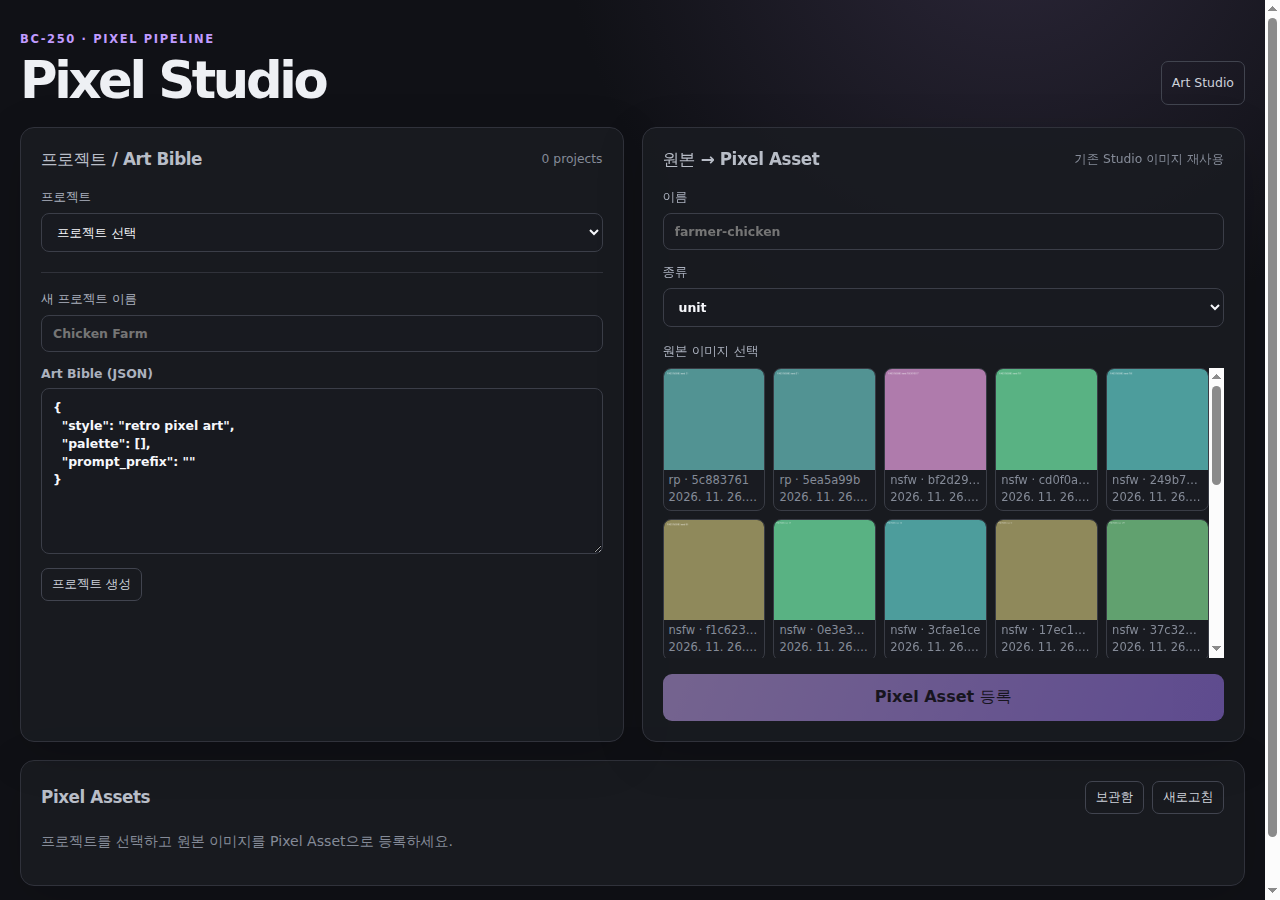 BC-250 · PIXEL PIPELINE
Pixel Studio
Art Studio
프로젝트 / Art Bible
0 projects
프로젝트
프로젝트 선택
새 프로젝트 이름
Chicken Farm
Art Bible (JSON)
{
"style": "retro pixel art",
"palette": [],
"prompt_prefix": ""
}
프로젝트 생성
원본 → Pixel Asset
기존 Studio 이미지 재사용
이름
farmer-chicken
종류
unit
원본 이미지 선택
rp · 5c883761
2026. 11. 26.…
rp · 5ea5a99b
2026. 11. 26.…
nsfw · bf2d29…
2026. 11. 26.…
nsfw · cd0f0a…
2026. 11. 26.…
nsfw · 249b7…
2026. 11. 26.…
nsfw · f1c623…
2026. 11. 26.…
nsfw · 0e3e3…
2026. 11. 26.…
nsfw · 3cfae1ce
2026. 11. 26.…
nsfw · 17ec1…
2026. 11. 26.…
nsfw · 37c32…
2026. 11. 26.…
Pixel Asset 등록
Pixel Assets
보관함
새로고침
프로젝트를 선택하고 원본 이미지를 Pixel Asset으로 등록하세요.